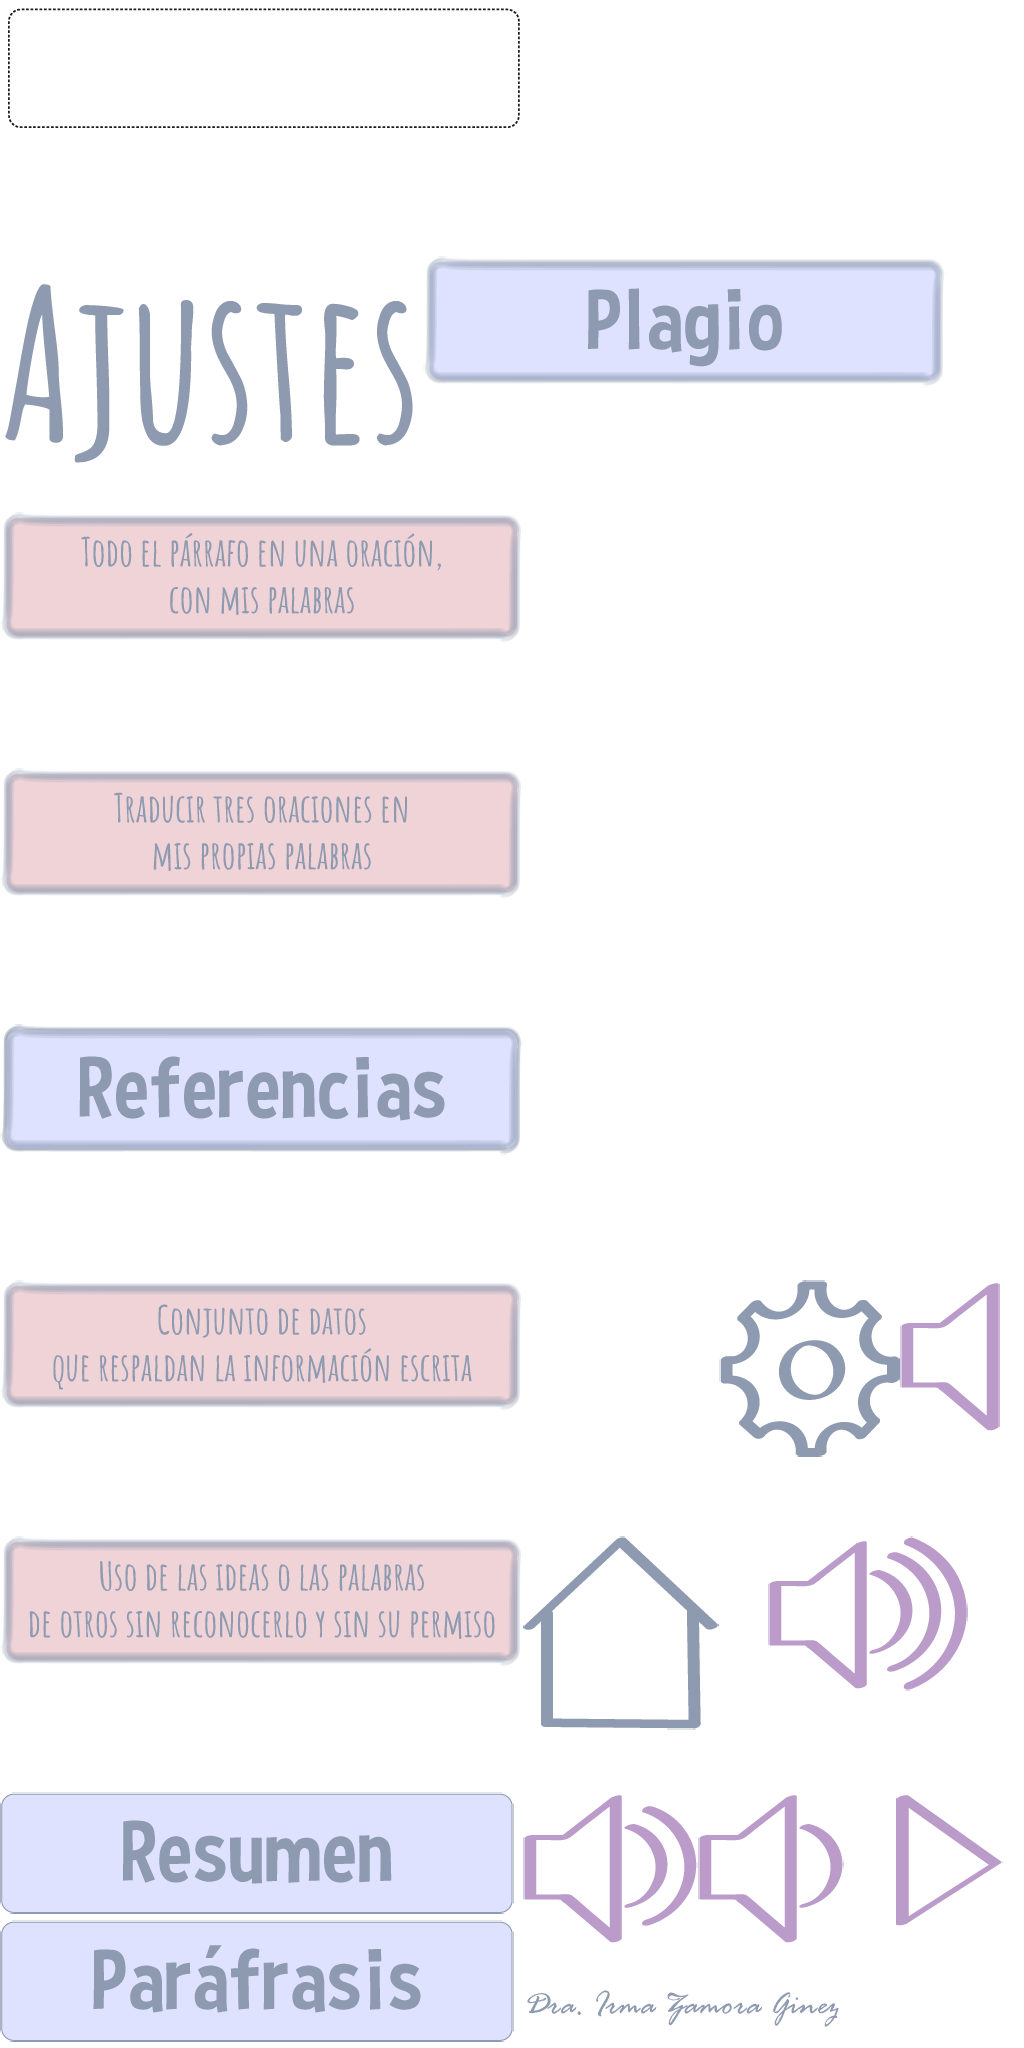 Plagio
Ajustes
Todo el párrafo en una oración,
con mis palabras
Traducir tres oraciones en
mis propias palabras
Referencias
Conjunto de datos
que respaldan la información escrita
Uso de las ideas o las palabras
de otros sin reconocerlo y sin su permiso
Resumen
Paráfrasis
Dra. Irma Zamora Ginez